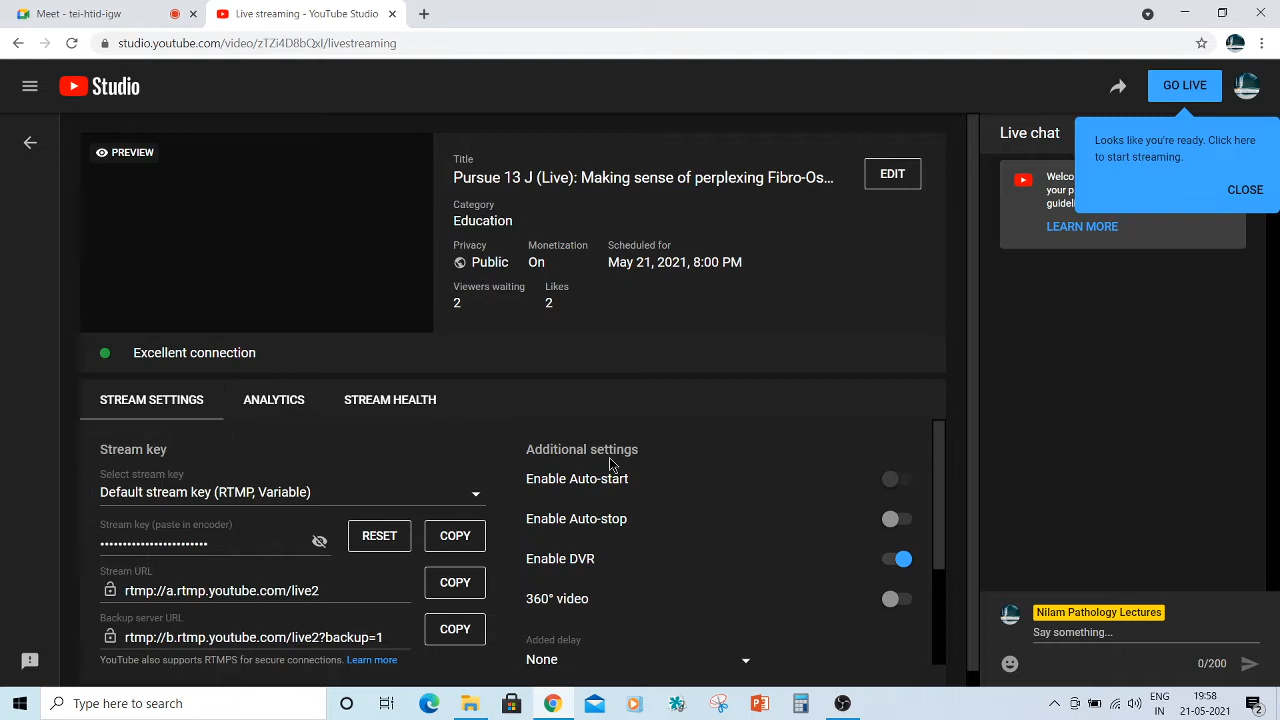 Meet - tei-htid-igw
Live streaming - YouTube Studio
studio.youtube.com/video/zTZi4D8bQxI/livestreaming
Studio
GO LIVE
PREVIEW
Title
Pursue 13 J (Live): Making sense of perplexing Fibro-Os...
EDIT
Category
Education
Privacy Monetization Scheduled for
Public On May 21, 2021, 8:00 PM
Viewers waiting Likes
2 2
Excellent connection
STREAM SETTINGS ANALYTICS STREAM HEALTH
Stream key
Select stream key
Default stream key (RTMP, Variable)
Stream key (paste in encoder)
••••••••••••••••••••••••
RESET COPY
Stream URL
rtmp://a.rtmp.youtube.com/live2
COPY
Backup server URL
rtmp://b.rtmp.youtube.com/live2?backup=1
COPY
YouTube also supports RTMPS for secure connections. Learn more
Additional settings
Enable Auto-start
Enable Auto-stop
Enable DVR
360° video
Added delay
None
Live chat
Looks like you're ready. Click here
to start streaming.
CLOSE
Welco
your p
guideli
LEARN MORE
Nilam Pathology Lectures
Say something...
0/200
Type here to search
ENG
IN
19:58
21-05-2021
2